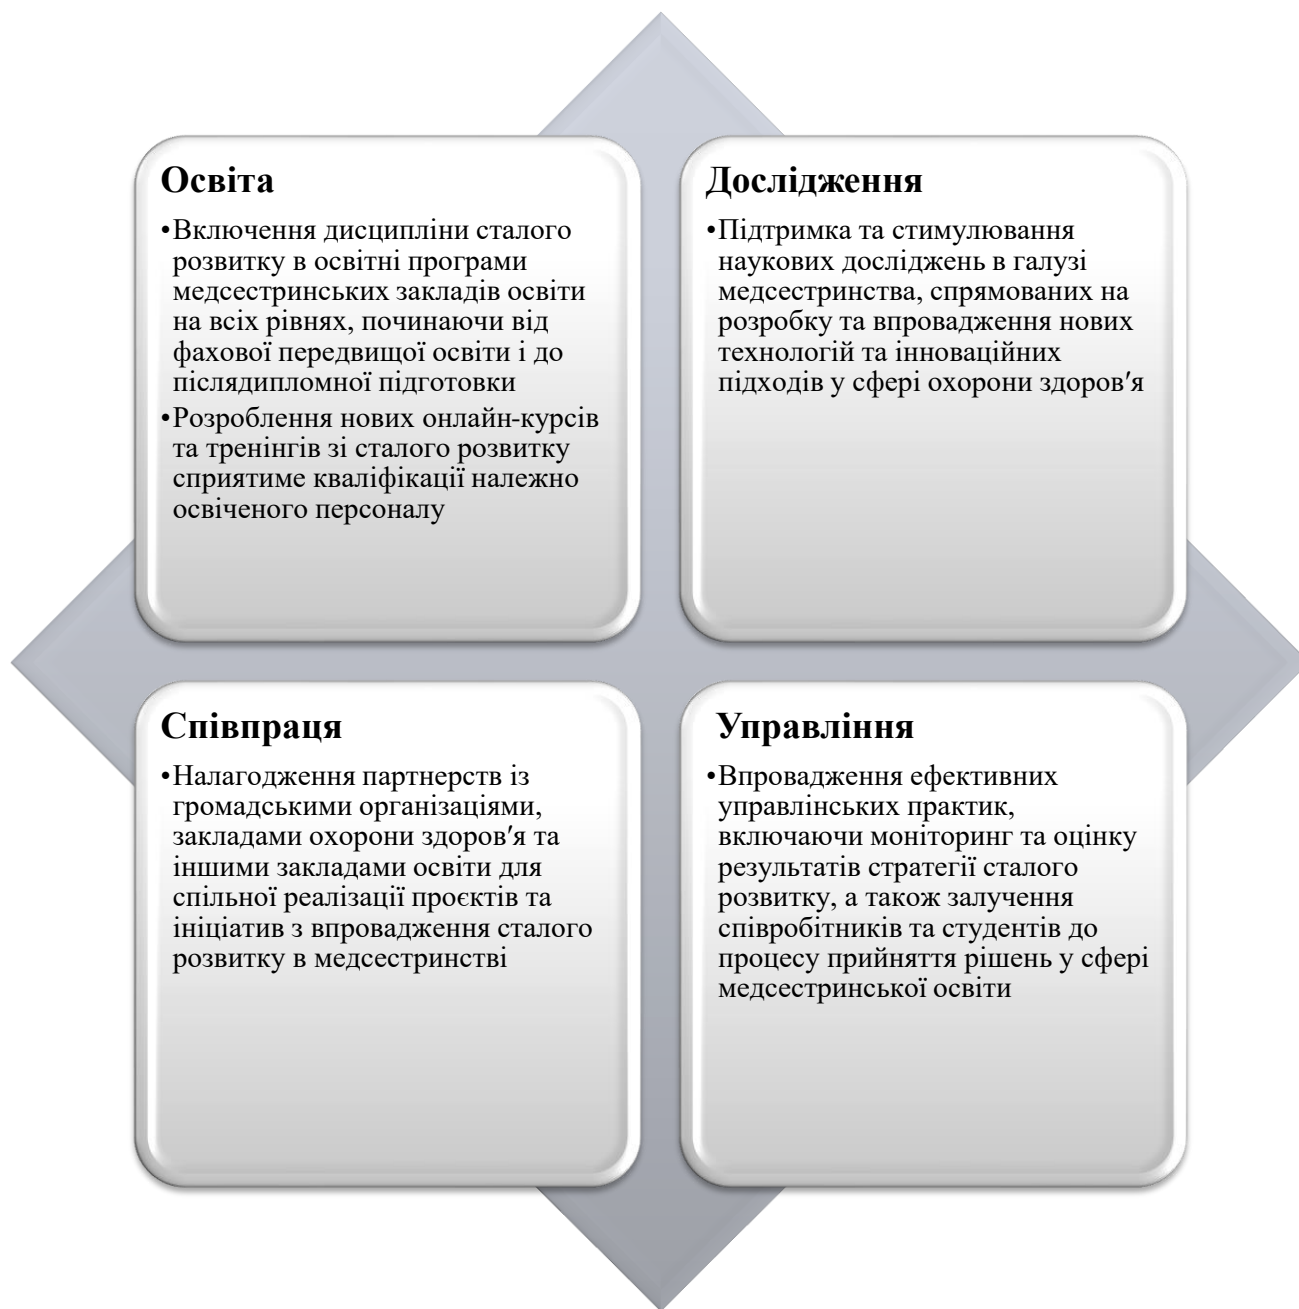 Освіта
•Включення дисципліни сталого
розвитку в освітні програми
медсестринських закладів освіти
на всіх рівнях, починаючи від
фахової передвищої освіти і до
післядипломної підготовки
•Розроблення нових онлайн-курсів
та тренінгів зі сталого розвитку
сприятиме кваліфікації належно
освіченого персоналу
Дослідження
•Підтримка та стимулювання
наукових досліджень в галузі
медсестринства, спрямованих на
розробку та впровадження нових
технологій та інноваційних
підходів у сфері охорони здоров'я
Співпраця
•Налагодження партнерств із
громадськими організаціями,
закладами охорони здоров'я та
іншими закладами освіти для
спільної реалізації проєктів та
ініціатив з впровадження сталого
розвитку в медсестринстві
Управління
•Впровадження ефективних
управлінських практик,
включаючи моніторинг та оцінку
результатів стратегії сталого
розвитку, а також залучення
співробітників та студентів до
процесу прийняття рішень у сфері
медсестринської освіти